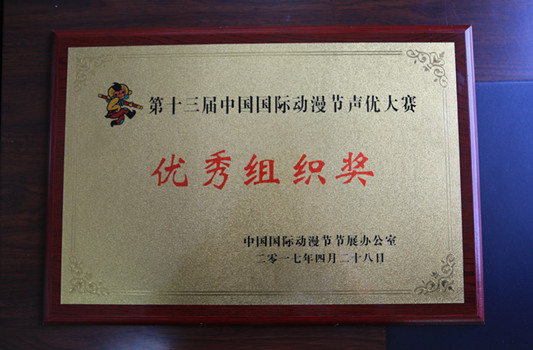 第十三届中国国际动漫节声优大赛
优秀组织奖
中国国际动漫节节展办公室
二零一七年四月二十八日